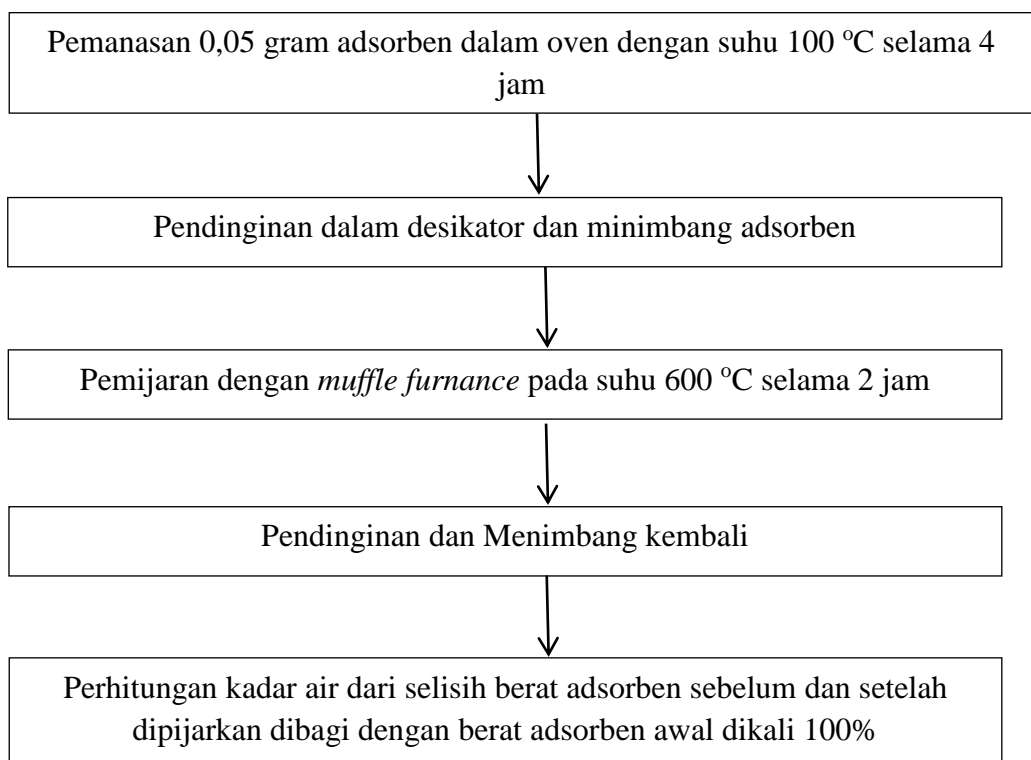 Pemanasan 0,05 gram adsorben dalam oven dengan suhu 100 °C selama 4
jam
Pendinginan dalam desikator dan minimbang adsorben
Pemijaran dengan muffle furnance pada suhu 600 °C selama 2 jam
Pendinginan dan Menimbang kembali
Perhitungan kadar air dari selisih berat adsorben sebelum dan setelah
dipijarkan dibagi dengan berat adsorben awal dikali 100%